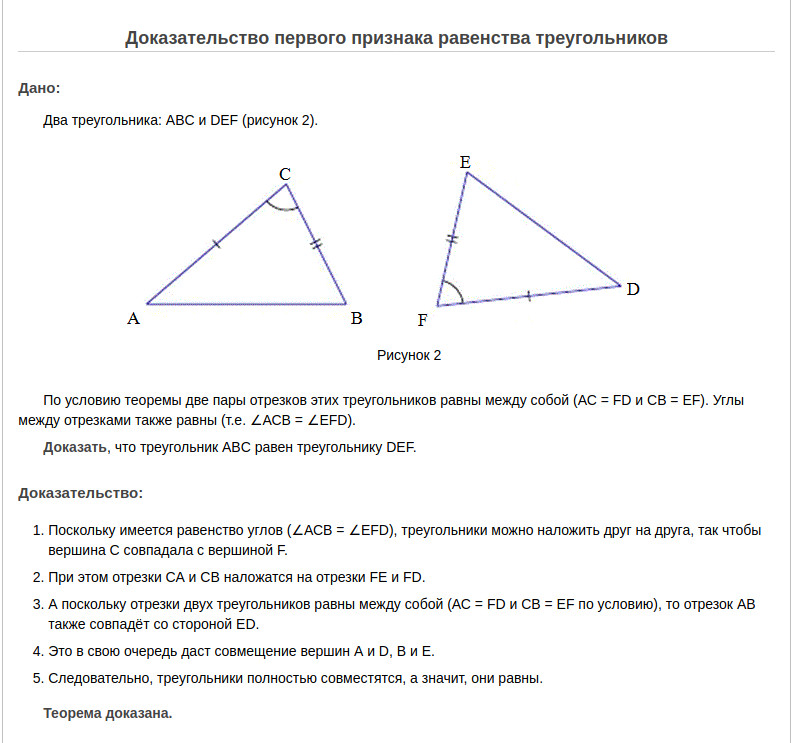 Доказательство первого признака равенства треугольников
Дано:
Два треугольника: ABC и DEF (рисунок 2).
C
E
A
B
F
D
Рисунок 2
По условию теоремы две пары отрезков этих треугольников равны между собой (AC = FD и CB = EF). Углы
между отрезками также равны (т.е. ∠ACB = ∠EFD).
Доказать, что треугольник ABC равен треугольнику DEF.
Доказательство:
1. Поскольку имеется равенство углов (∠ACB = ∠EFD), треугольники можно наложить друг на друга, так чтобы
вершина C совпадала с вершиной F.
2. При этом отрезки CA и CB наложатся на отрезки FE и FD.
3. А поскольку отрезки двух треугольников равны между собой (AC = FD и CB = EF по условию), то отрезок AB
также совпадёт со стороной ED.
4. Это в свою очередь даст совмещение вершин A и D, B и E.
5. Следовательно, треугольники полностью совместятся, а значит, они равны.
Теорема доказана.